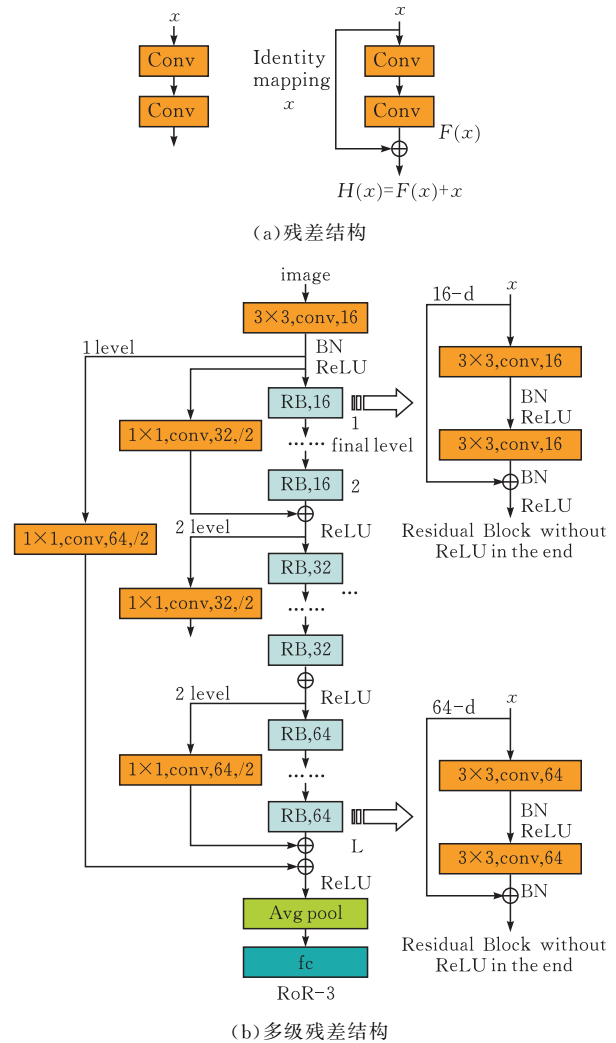 x
Conv
Conv
x
Identity
mapping
x
Conv
Conv
F(x)
H(x)=F(x)+x
(a)残差结构
image
3×3,conv,16
BN
ReLU
1 level
RB,16
1
1×1,conv,32,/2
……
final level
RB,16
2
ReLU
2 level
1×1,conv,64,/2
RB,32
…
1×1,conv,32,/2
……
RB,32
ReLU
2 level
RB,64
1×1,conv,64,/2
……
RB,64
L
ReLU
Avg pool
fc
RoR-3
x
16-d
3×3,conv,16
BN
ReLU
3×3,conv,16
BN
ReLU
Residual Block without
ReLU in the end
x
64-d
3×3,conv,64
BN
ReLU
3×3,conv,64
BN
Residual Block without
ReLU in the end
(b)多级残差结构